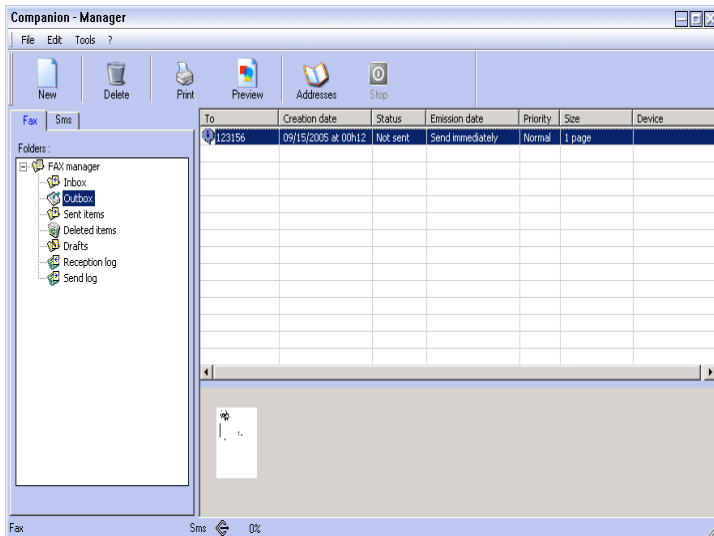 Companion - Manager
File Edit Tools ?
New Delete Print Preview Addresses Stop
Fax Sms
To Creation date Status Emission date Priority Size Device
123156 09/15/2005 at 00h12 Not sent Send immediately Normal 1 page
Folders :
FAX manager
Inbox
Outbox
Sent items
Deleted items
Drafts
Reception log
Send log
Fax Sms 0%